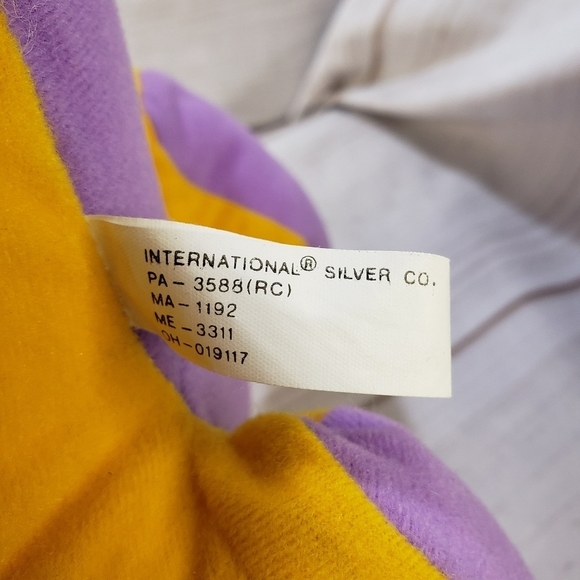 INTERNATIONAL® SILVER CO.
PA-3588(RC)
MA-1192
ME-3311
OH-019117